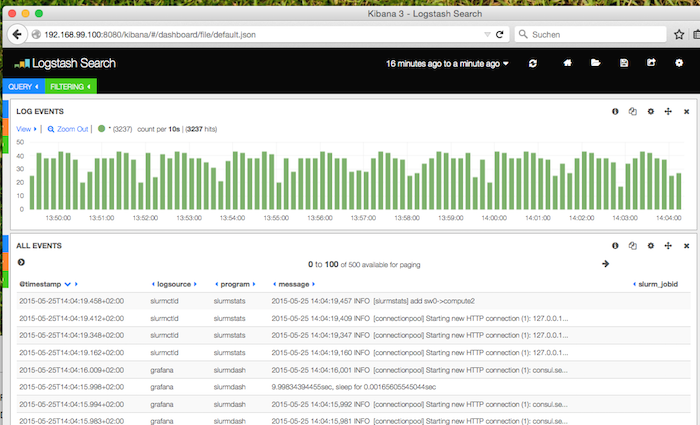 Kibana 3 - Logstash Search
192.168.99.100:8080/kibana/#/dashboard/file/default.json
Suchen
Logstash Search
16 minutes ago to a minute ago
QUERY
FILTERING
LOG EVENTS
View | Zoom Out | * (3237) count per 10s | (3237 hits)
50
40
30
20
10
0
13:50:00 13:51:00 13:52:00 13:53:00 13:54:00 13:55:00 13:56:00 13:57:00 13:58:00 13:59:00 14:00:00 14:01:00 14:02:00 14:03:00 14:04:00
ALL EVENTS
0 to 100 of 500 available for paging
@timestamp logsource program message slurm_jobid
2015-05-25T14:04:19.458+02:00 slurmctld slurmstats 2015-05-25 14:04:19,457 INFO [slurmstats] add sw0->compute2
2015-05-25T14:04:19.412+02:00 slurmctld slurmstats 2015-05-25 14:04:19,409 INFO [connectionpool] Starting new HTTP connection (1): 127.0.0.1...
2015-05-25T14:04:19.348+02:00 slurmctld slurmstats 2015-05-25 14:04:19,347 INFO [connectionpool] Starting new HTTP connection (1): 127.0.0.1...
2015-05-25T14:04:19.162+02:00 slurmctld slurmstats 2015-05-25 14:04:19,160 INFO [connectionpool] Starting new HTTP connection (1): 127.0.0.1...
2015-05-25T14:04:16.009+02:00 grafana slurmdash 2015-05-25 14:04:16,001 INFO [connectionpool] Starting new HTTP connection (1): consul.se...
2015-05-25T14:04:15.998+02:00 grafana slurmdash 9.99834394455sec, sleep for 0.00165605545044sec
2015-05-25T14:04:15.994+02:00 grafana slurmdash 2015-05-25 14:04:15,992 INFO [connectionpool] Starting new HTTP connection (1): consul.se...
2015-05-25T14:04:15.983+02:00 grafana slurmdash 2015-05-25 14:04:15,981 INFO [connectionpool] Starting new HTTP connection (1): consul.se...